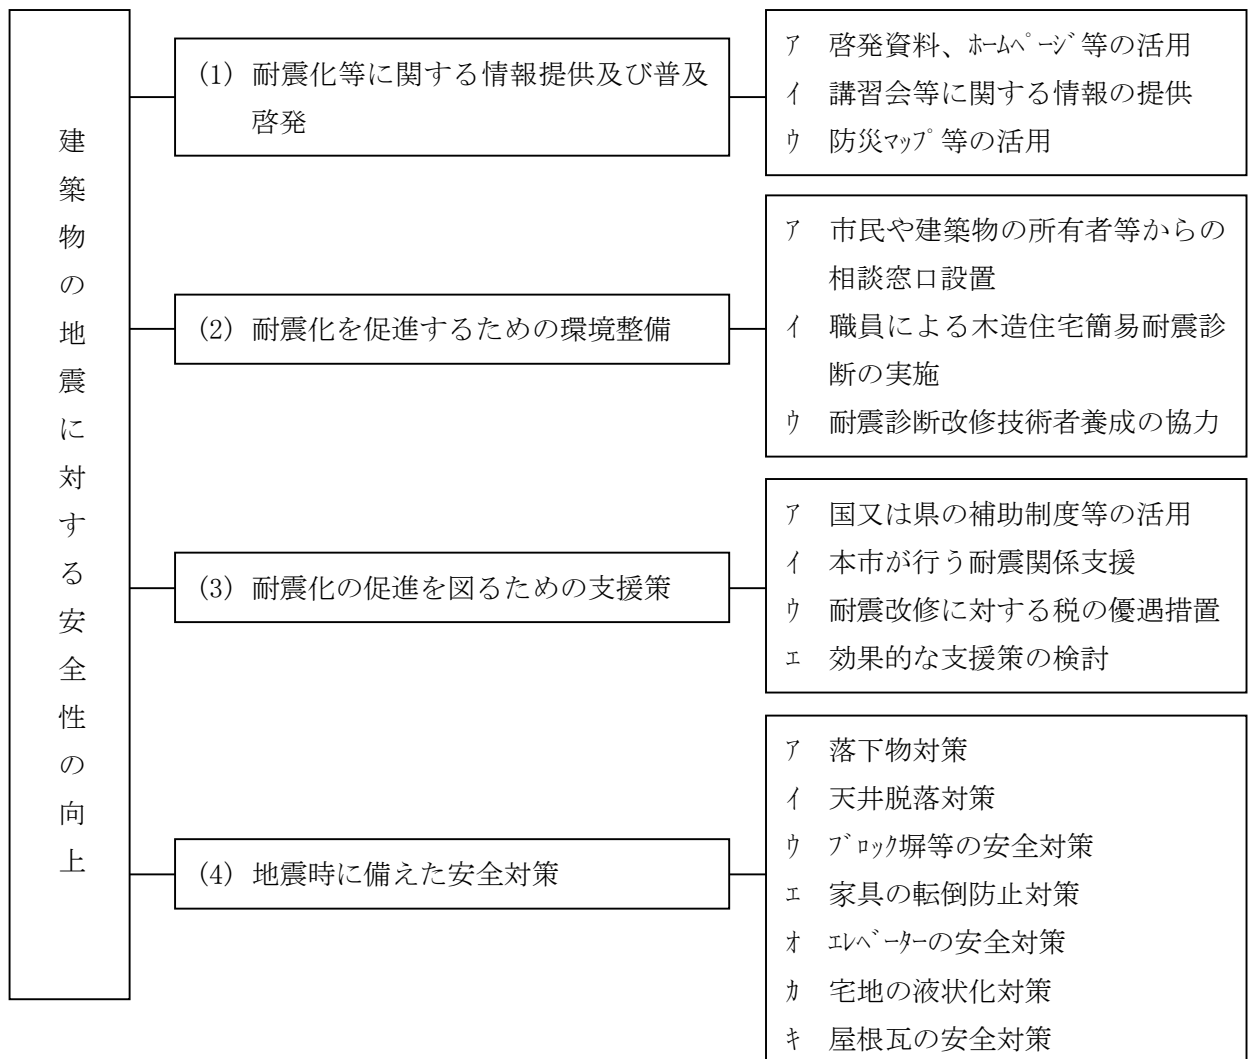 建築物の地震に対する安全性の向上
(1) 耐震化等に関する情報提供及び普及
啓発
ｱ 啓発資料、ﾎｰﾑﾍﾟｰｼﾞ等の活用
ｲ 講習会等に関する情報の提供
ｳ 防災ﾏｯﾌﾟ等の活用
(2) 耐震化を促進するための環境整備
ｱ 市民や建築物の所有者等からの
相談窓口設置
ｲ 職員による木造住宅簡易耐震診
断の実施
ｳ 耐震診断改修技術者養成の協力
(3) 耐震化の促進を図るための支援策
ｱ 国又は県の補助制度等の活用
ｲ 本市が行う耐震関係支援
ｳ 耐震改修に対する税の優遇措置
ｴ 効果的な支援策の検討
(4) 地震時に備えた安全対策
ｱ 落下物対策
ｲ 天井脱落対策
ｳ ﾌﾞﾛｯｸ塀等の安全対策
ｴ 家具の転倒防止対策
ｵ ｴﾚﾍﾞｰﾀｰの安全対策
ｶ 宅地の液状化対策
ｷ 屋根瓦の安全対策